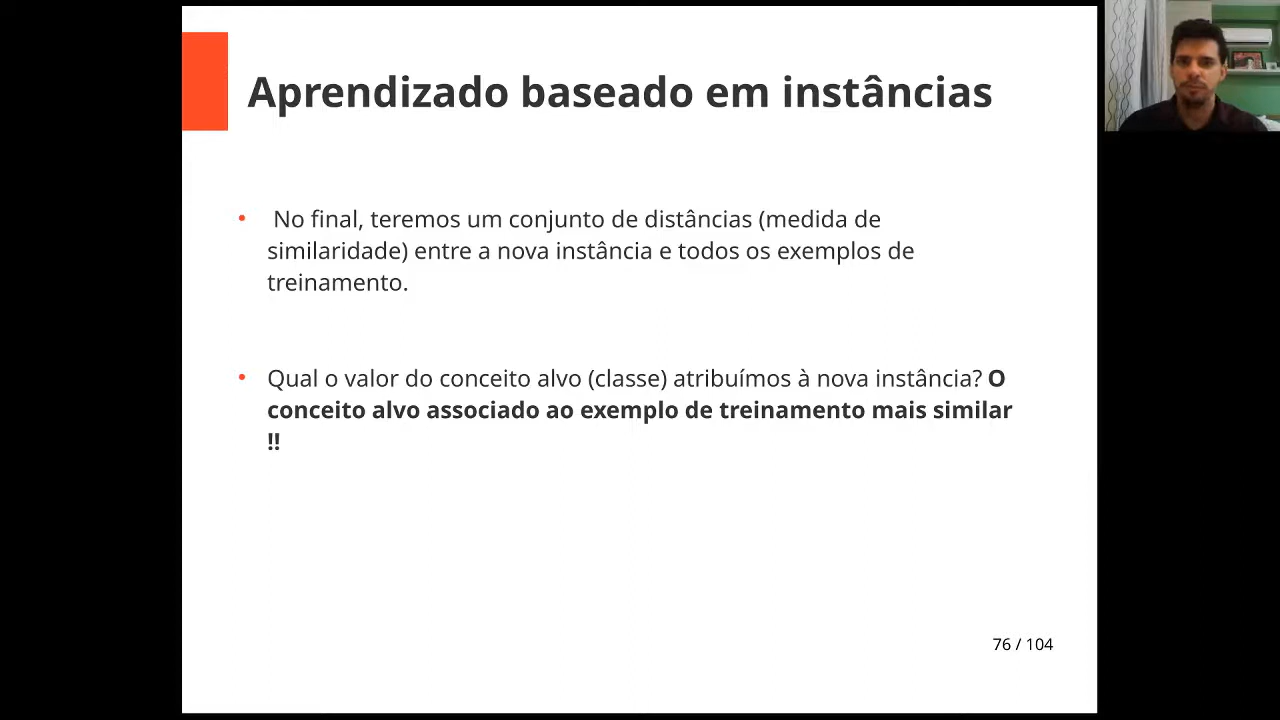 Aprendizado baseado em instâncias
• No final, teremos um conjunto de distâncias (medida de
similaridade) entre a nova instância e todos os exemplos de
treinamento.
• Qual o valor do conceito alvo (classe) atribuímos à nova instância? O
conceito alvo associado ao exemplo de treinamento mais similar
!!
76 / 104